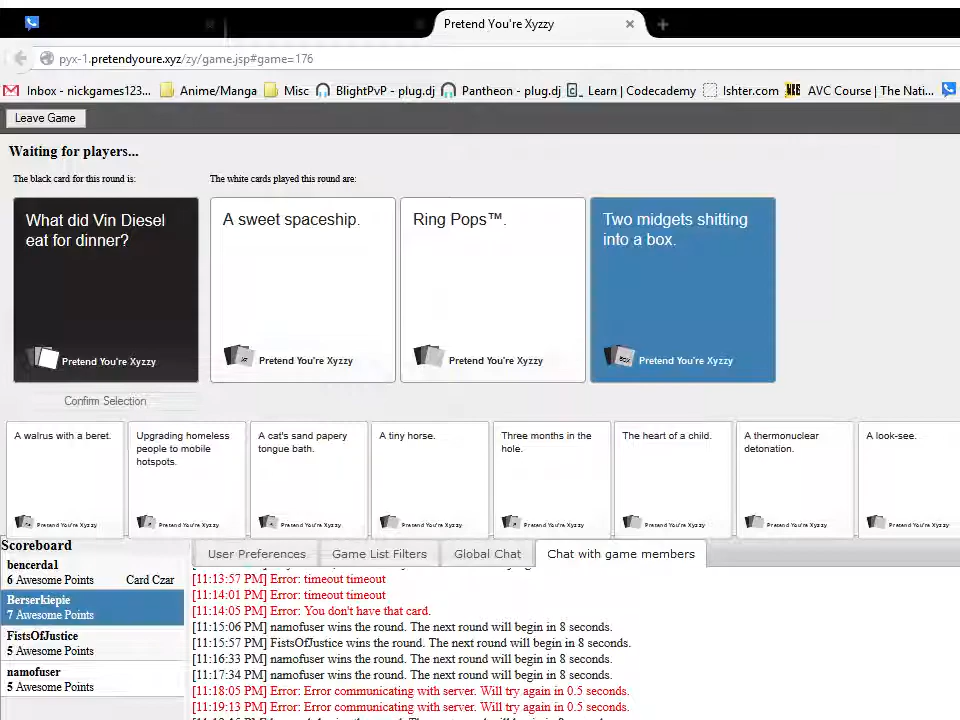 Pretend You're Xyzzy
pyx-1.pretendyoure.xyz/zy/game.jsp#game=176
Inbox - nickgames123... Anime/Manga Misc BlightPvP - plug.dj Pantheon - plug.dj Learn | Codecademy Ishter.com AVC Course | The Nati...
Leave Game
Waiting for players...
The black card for this round is: The white cards played this round are:
What did Vin Diesel
eat for dinner?
Pretend You're Xyzzy
A sweet spaceship.
Pretend You're Xyzzy
Ring Pops™.
Pretend You're Xyzzy
Two midgets shitting
into a box.
Pretend You're Xyzzy
Confirm Selection
A walrus with a beret.
Pretend You're Xyzzy
Upgrading homeless
people to mobile
hotspots.
Pretend You're Xyzzy
A cat's sand papery
tongue bath.
Pretend You're Xyzzy
A tiny horse.
Pretend You're Xyzzy
Three months in the
hole.
Pretend You're Xyzzy
The heart of a child.
Pretend You're Xyzzy
A thermonuclear
detonation.
Pretend You're Xyzzy
A look-see.
Pretend You're Xyzzy
Scoreboard
bencerda1
6 Awesome Points Card Czar
Berserkiepie
7 Awesome Points
FistsOfJustice
5 Awesome Points
namofuser
5 Awesome Points
User Preferences Game List Filters Global Chat Chat with game members
[11:13:57 PM] Error: timeout timeout
[11:14:01 PM] Error: timeout timeout
[11:14:05 PM] Error: You don't have that card.
[11:15:06 PM] namofuser wins the round. The next round will begin in 8 seconds.
[11:15:57 PM] FistsOfJustice wins the round. The next round will begin in 8 seconds.
[11:16:33 PM] namofuser wins the round. The next round will begin in 8 seconds.
[11:17:34 PM] namofuser wins the round. The next round will begin in 8 seconds.
[11:18:05 PM] Error: Error communicating with server. Will try again in 0.5 seconds.
[11:19:13 PM] Error: Error communicating with server. Will try again in 0.5 seconds.